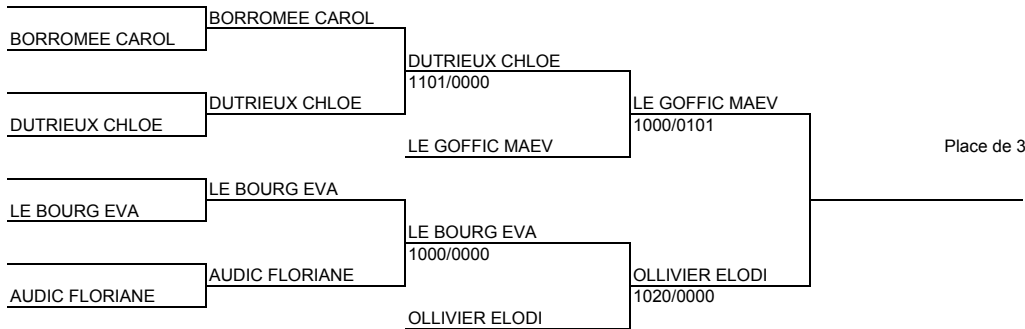 BORROMEE CAROL
BORROMEE CAROL
DUTRIEUX CHLOE
1101/0000
DUTRIEUX CHLOE
LE GOFFIC MAEV
1000/0101
DUTRIEUX CHLOE
LE GOFFIC MAEV
Place de 3
LE BOURG EVA
LE BOURG EVA
LE BOURG EVA
1000/0000
AUDIC FLORIANE
OLLIVIER ELODI
1020/0000
AUDIC FLORIANE
OLLIVIER ELODI